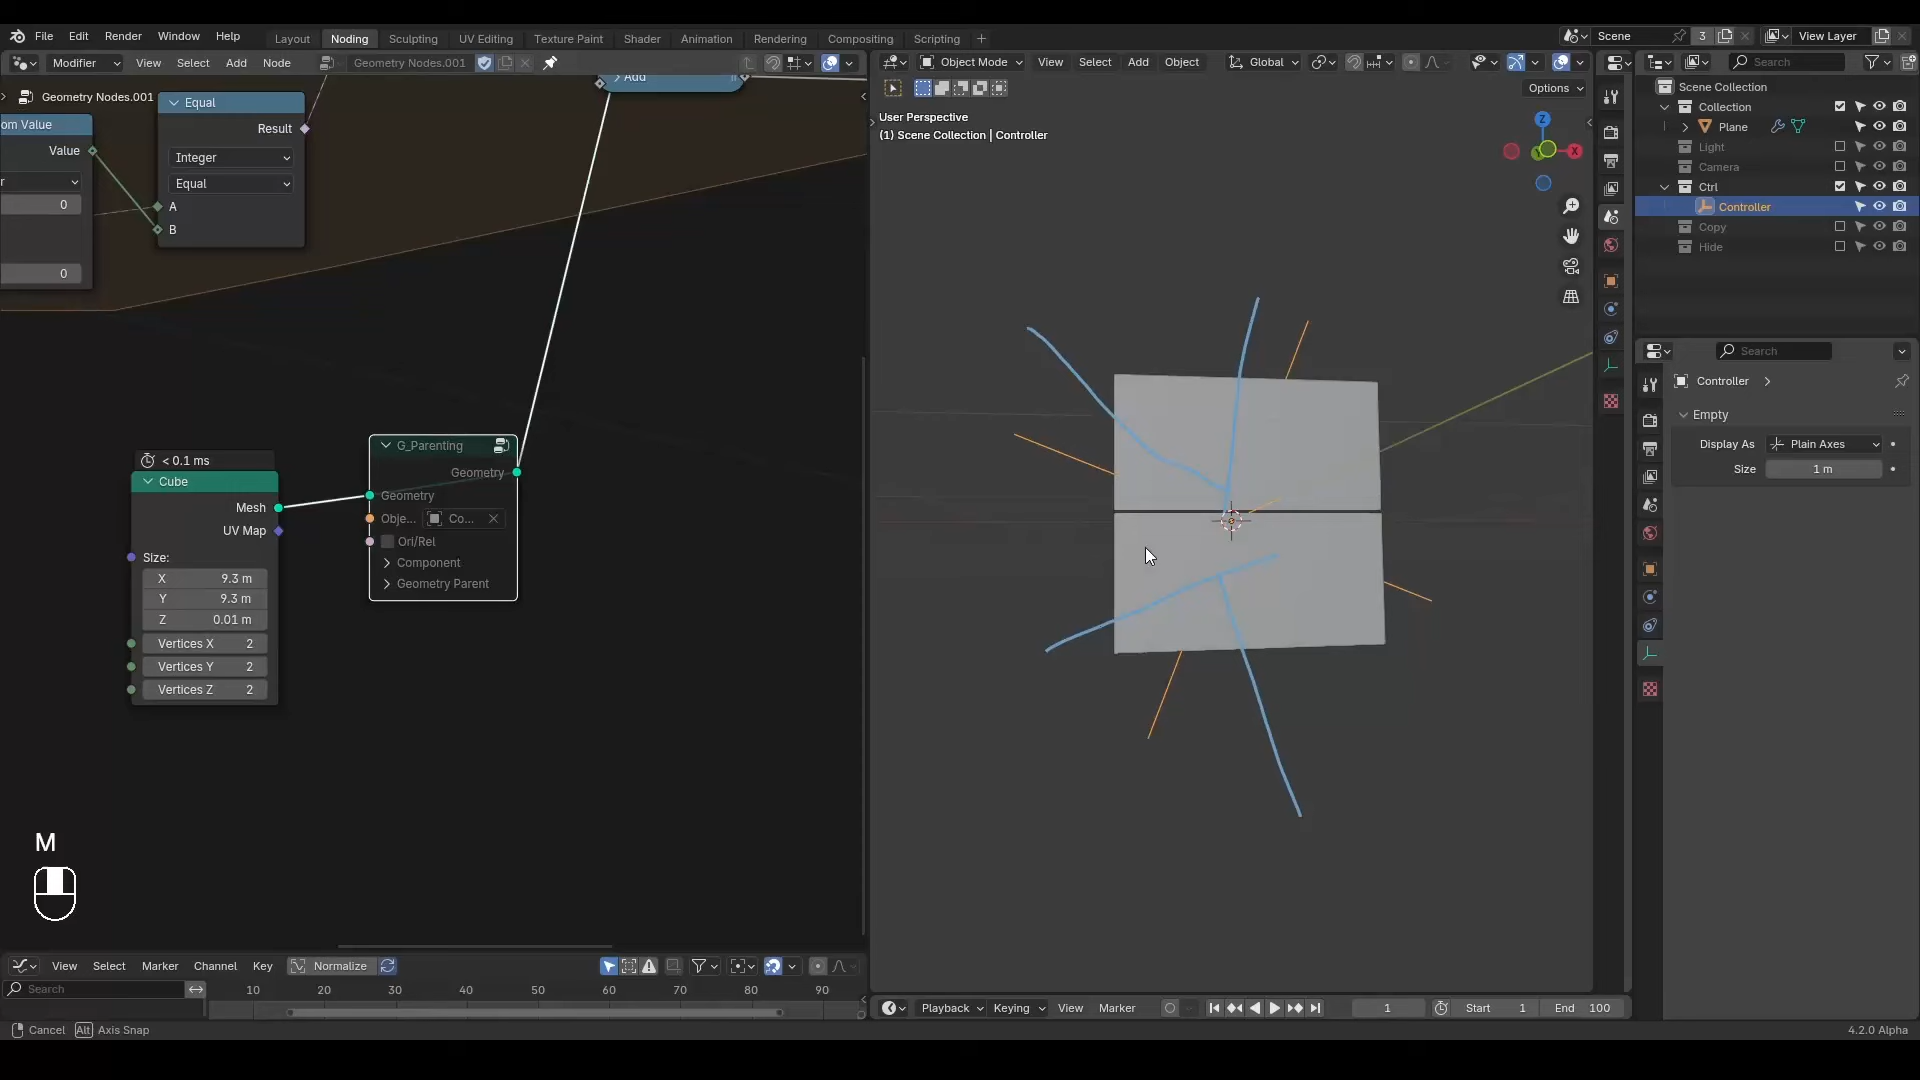 File Edit Render Window Help
Layout Noding Sculpting UV Editing Texture Paint Shader Animation Rendering Compositing Scripting
Scene 3 View Layer
Modifier View Select Add Node Geometry Nodes.001
Geometry Nodes.001
Add
om Value
Value
r
0
0
Equal
Result
Integer
Equal
A
B
< 0.1 ms
Cube
Mesh
UV Map
Size:
X 9.3 m
Y 9.3 m
Z 0.01 m
Vertices X 2
Vertices Y 2
Vertices Z 2
G_Parenting
Geometry
Geometry
Obje... Co...
Ori/Rel
Component
Geometry Parent
M
Object Mode View Select Add Object Global
Options
User Perspective
(1) Scene Collection | Controller
Z
X
Y
Search
Scene Collection
Collection
Plane
Light
Camera
Ctrl
Controller
Copy
Hide
Search
Controller
Empty
Display As Plain Axes
Size 1 m
View Select Marker Channel Key Normalize
Search
10 20 30 40 50 60 70 80 90
Playback Keying View Marker 1 Start 1 End 100
Cancel Alt Axis Snap
4.2.0 Alpha